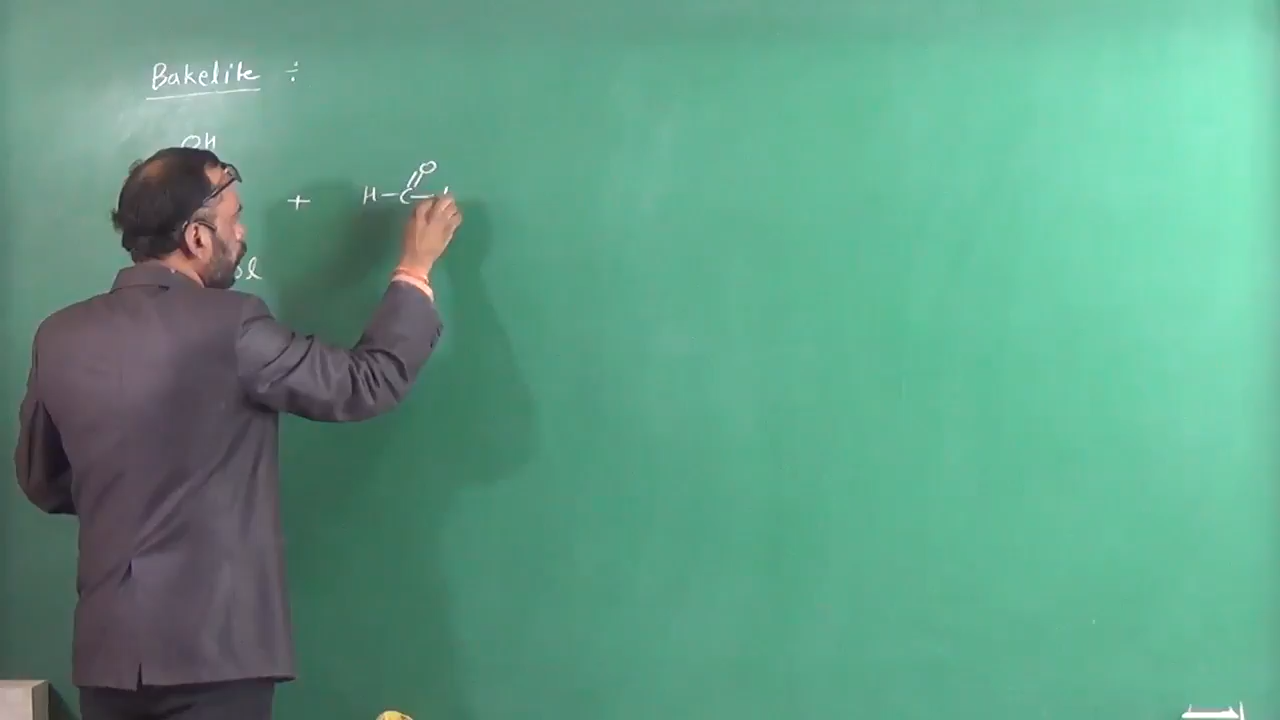 Bakelite ÷
OH
+ H-C=O
ol